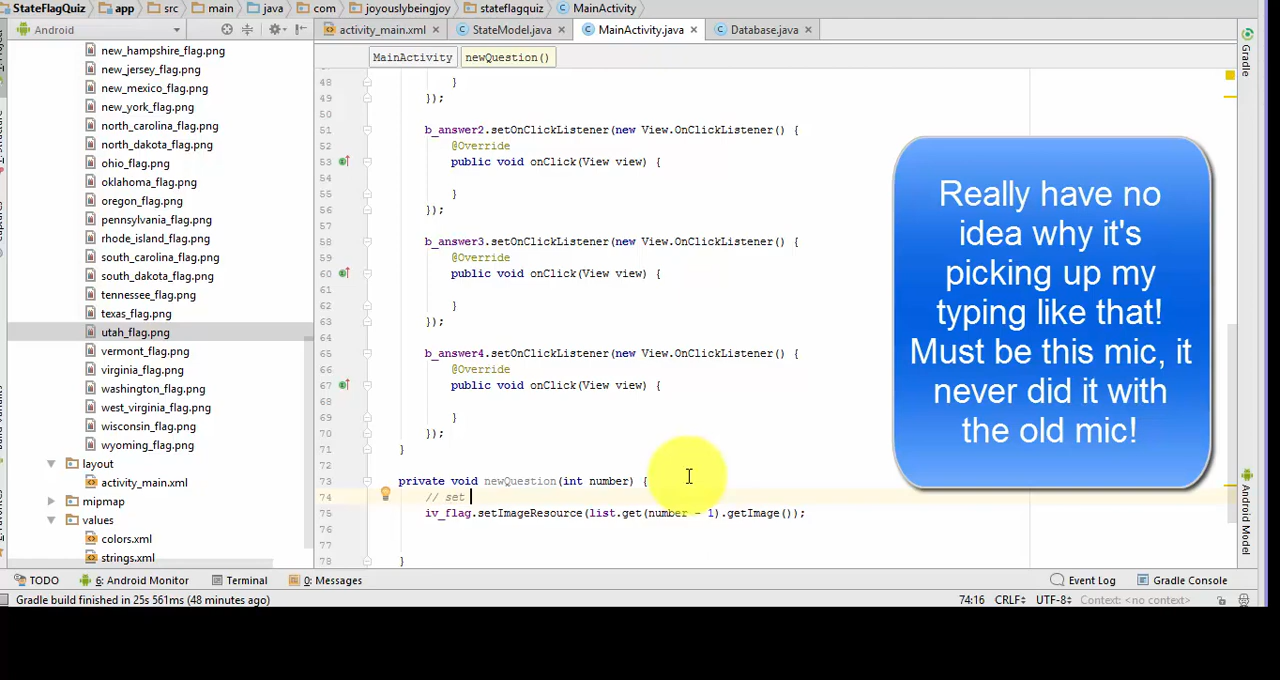 StateFlagQuiz app src main java com joyouslybeingjoy stateflagquiz MainActivity
Android activity_main.xml StateModel.java MainActivity.java Database.java
MainActivity newQuestion()
new_hampshire_flag.png
new_jersey_flag.png
new_mexico_flag.png
new_york_flag.png
north_carolina_flag.png
north_dakota_flag.png
ohio_flag.png
oklahoma_flag.png
oregon_flag.png
pennsylvania_flag.png
rhode_island_flag.png
south_carolina_flag.png
south_dakota_flag.png
tennessee_flag.png
texas_flag.png
utah_flag.png
vermont_flag.png
virginia_flag.png
washington_flag.png
west_virginia_flag.png
wisconsin_flag.png
wyoming_flag.png
layout
activity_main.xml
mipmap
values
colors.xml
strings.xml
48 }
49 });
50
51 b_answer2.setOnClickListener(new View.OnClickListener() {
52 @Override
53 public void onClick(View view) {
54
55 }
56 });
57
58 b_answer3.setOnClickListener(new View.OnClickListener() {
59 @Override
60 public void onClick(View view) {
61
62 }
63 });
64
65 b_answer4.setOnClickListener(new View.OnClickListener() {
66 @Override
67 public void onClick(View view) {
68
69 }
70 });
71 }
72
73 private void newQuestion(int number) {
74 // set
75 iv_flag.setImageResource(list.get(number - 1).getImage());
76
77
78 }
Really have no
idea why it's
picking up my
typing like that!
Must be this mic, it
never did it with
the old mic!
Gradle
Android Model
Captures
TODO 6: Android Monitor Terminal 0: Messages Event Log Gradle Console
Gradle build finished in 25s 561ms (48 minutes ago) 74:16 CRLF UTF-8 Context: <no context>